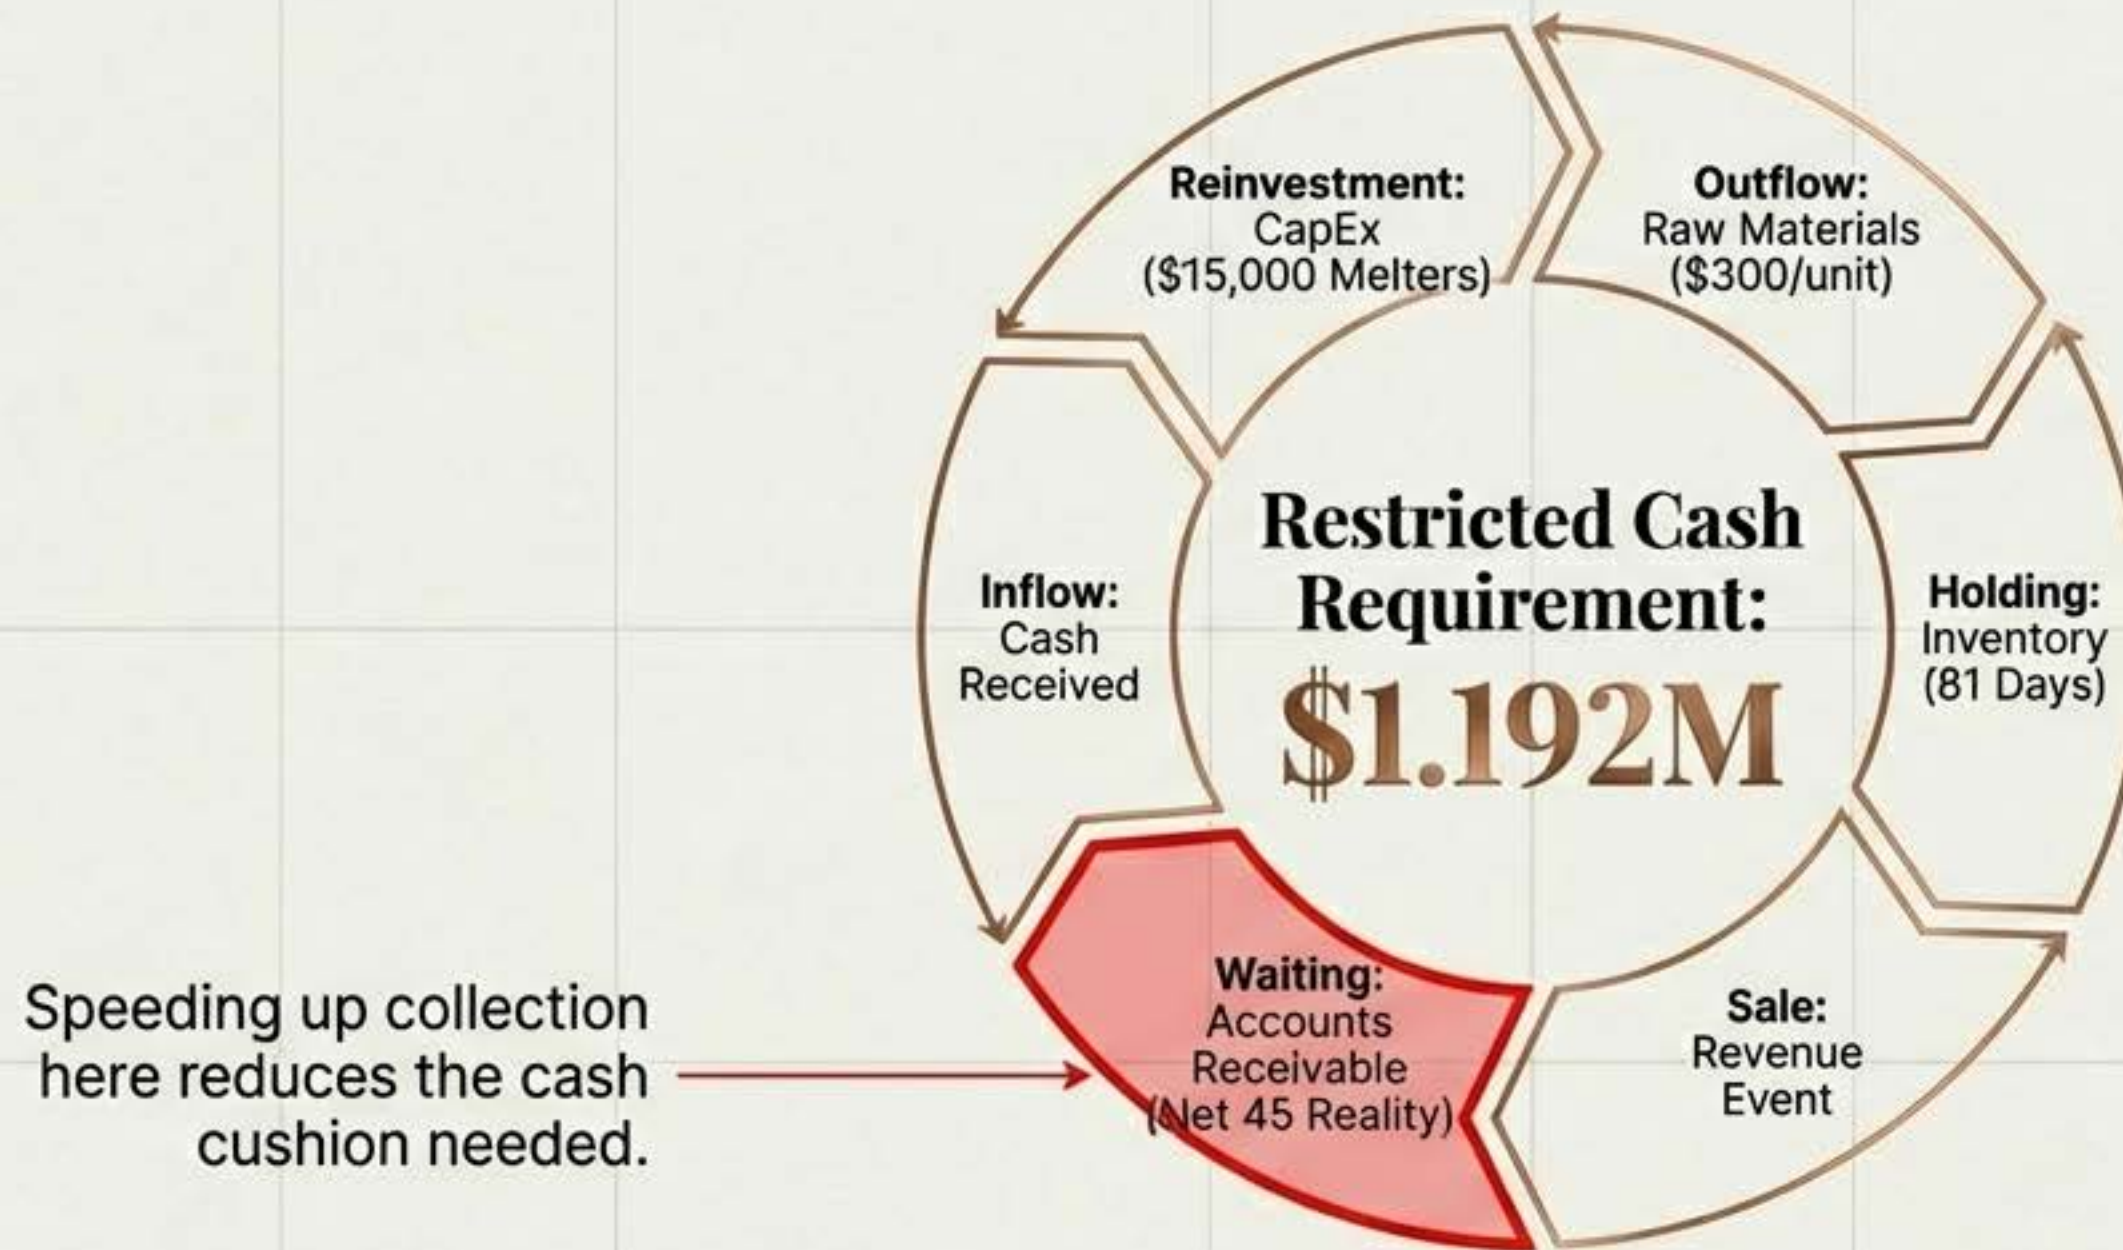 Reinvestment:
CapEx
($15,000 Melters)
Outflow:
Raw Materials
($300/unit)
Holding:
Inventory
(81 Days)
Sale:
Revenue
Event
Waiting:
Accounts
Receivable
(Net 45 Reality)
Inflow:
Cash
Received
Restricted Cash
Requirement:
$1.192M
Speeding up collection
here reduces the cash
cushion needed.